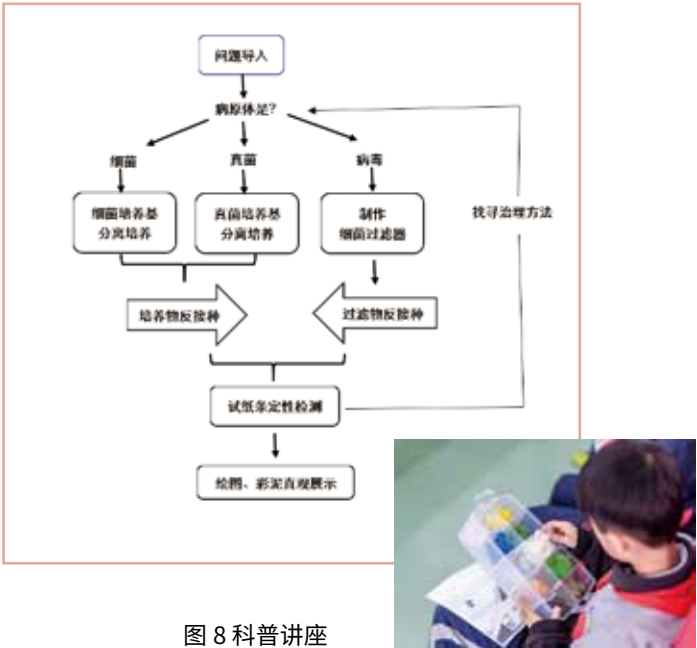 问题导入
病原体是?
细菌
真菌
病毒
细菌培养基
分离培养
真菌培养基
分离培养
制作
细菌过滤器
找寻治理方法
培养物反接种
过滤物反接种
试纸条定性检测
绘图、彩泥直观展示
图 8 科普讲座